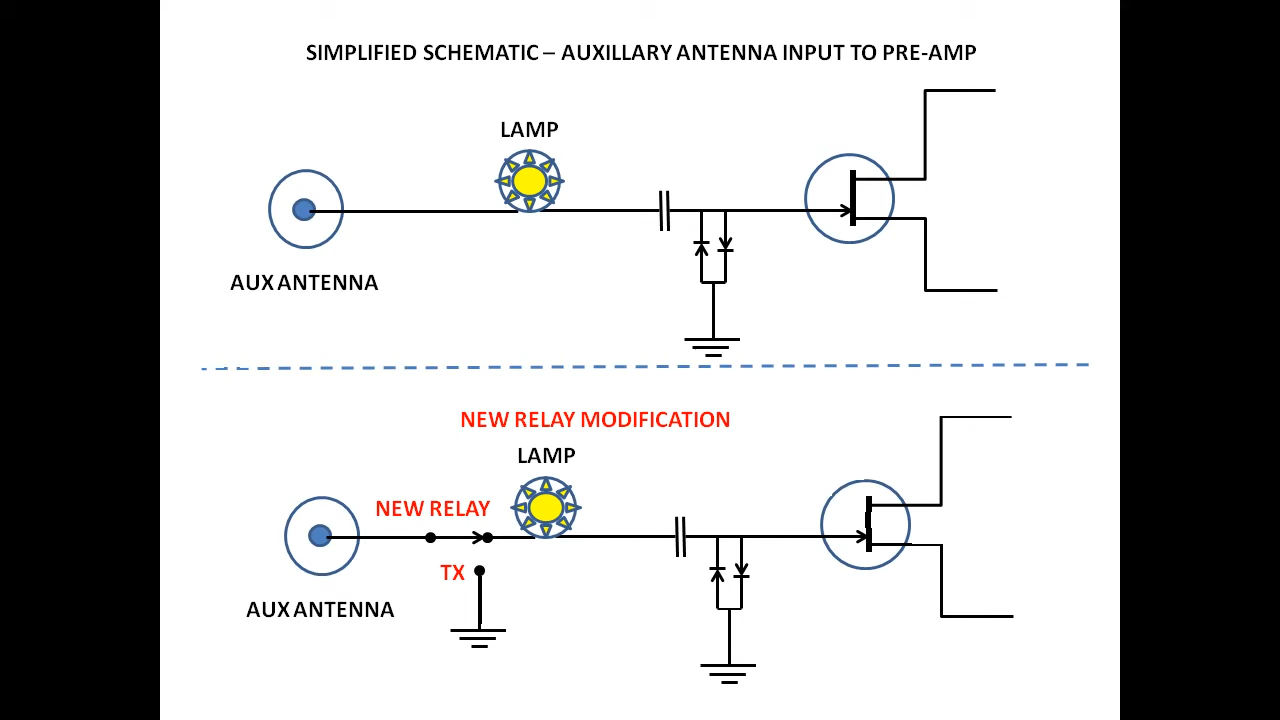 SIMPLIFIED SCHEMATIC – AUXILLARY ANTENNA INPUT TO PRE-AMP
LAMP
AUX ANTENNA
NEW RELAY MODIFICATION
LAMP
NEW RELAY
TX
AUX ANTENNA